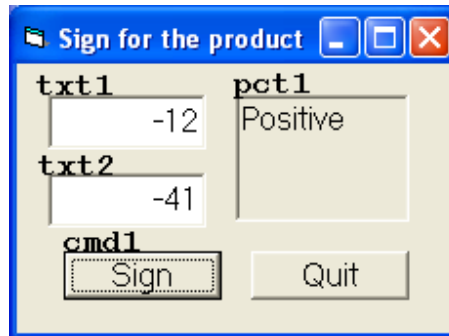 Sign for the product
txt1
-12
txt2
-41
pct1
Positive
cmd1
Sign
Quit